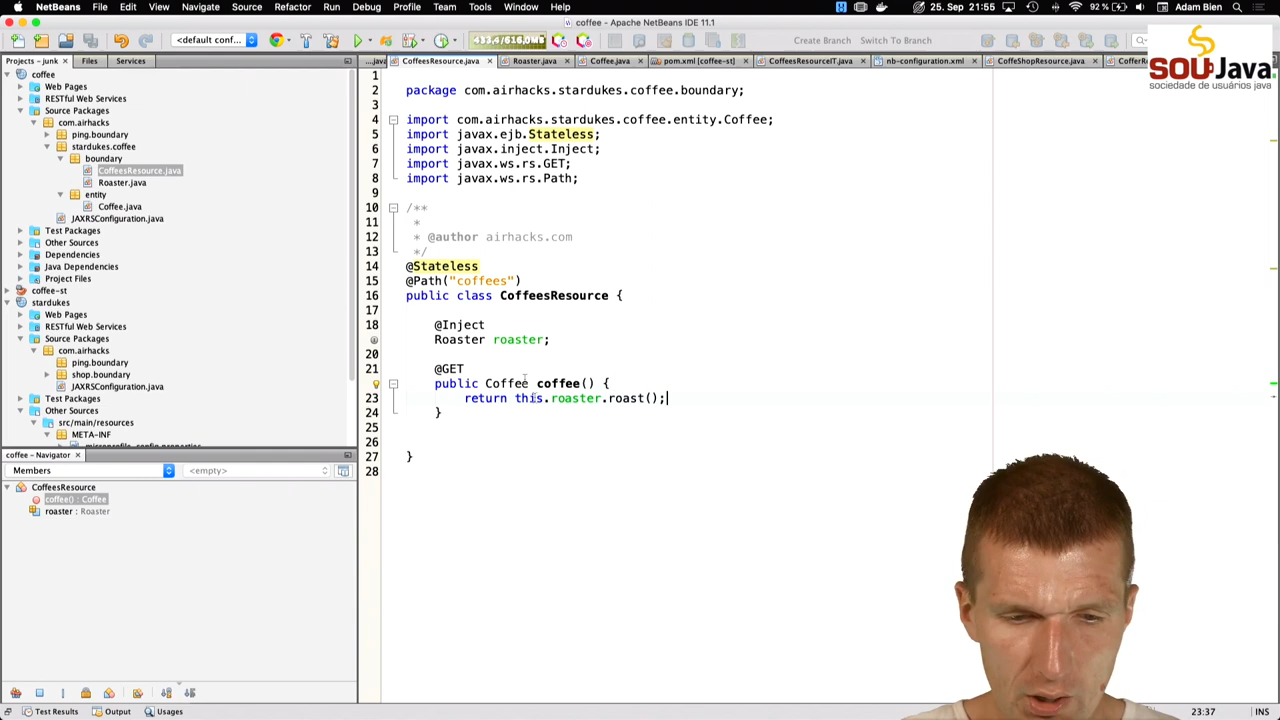 NetBeans File Edit View Navigate Source Refactor Run Debug Profile Team Tools Window Help 92 % 25. Sep 21:55 Adam Bien
coffee - Apache NetBeans IDE 11.1
<default conf... 433,4/616,0MB Create Branch Switch To Branch
SOUJava
sociedade de usuários java
Projects - junk Files Services
....java CoffeesResource.java Roaster.java Coffee.java pom.xml [coffee-st] CoffeesResourceIT.java nb-configuration.xml CoffeShopResource.java
coffee
Web Pages
RESTful Web Services
Source Packages
com.airhacks
ping.boundary
stardukes.coffee
boundary
CoffeesResource.java
Roaster.java
entity
Coffee.java
JAXRSConfiguration.java
Test Packages
Other Sources
Dependencies
Java Dependencies
Project Files
coffee-st
stardukes
Web Pages
RESTful Web Services
Source Packages
com.airhacks
ping.boundary
shop.boundary
JAXRSConfiguration.java
Test Packages
Other Sources
src/main/resources
META-INF
microprofile-config.properties
coffee - Navigator
Members <empty>
CoffeesResource
coffee() : Coffee
roaster : Roaster
1
2 package com.airhacks.stardukes.coffee.boundary;
3
4 import com.airhacks.stardukes.coffee.entity.Coffee;
5 import javax.ejb.Stateless;
6 import javax.inject.Inject;
7 import javax.ws.rs.GET;
8 import javax.ws.rs.Path;
9
10 /**
11 *
12 * @author airhacks.com
13 */
14 @Stateless
15 @Path("coffees")
16 public class CoffeesResource {
17
18 @Inject
Roaster roaster;
20
21 @GET
public Coffee coffee() {
23 return this.roaster.roast();
24 }
25
26
27 }
28
Test Results Output Usages
23:37 INS